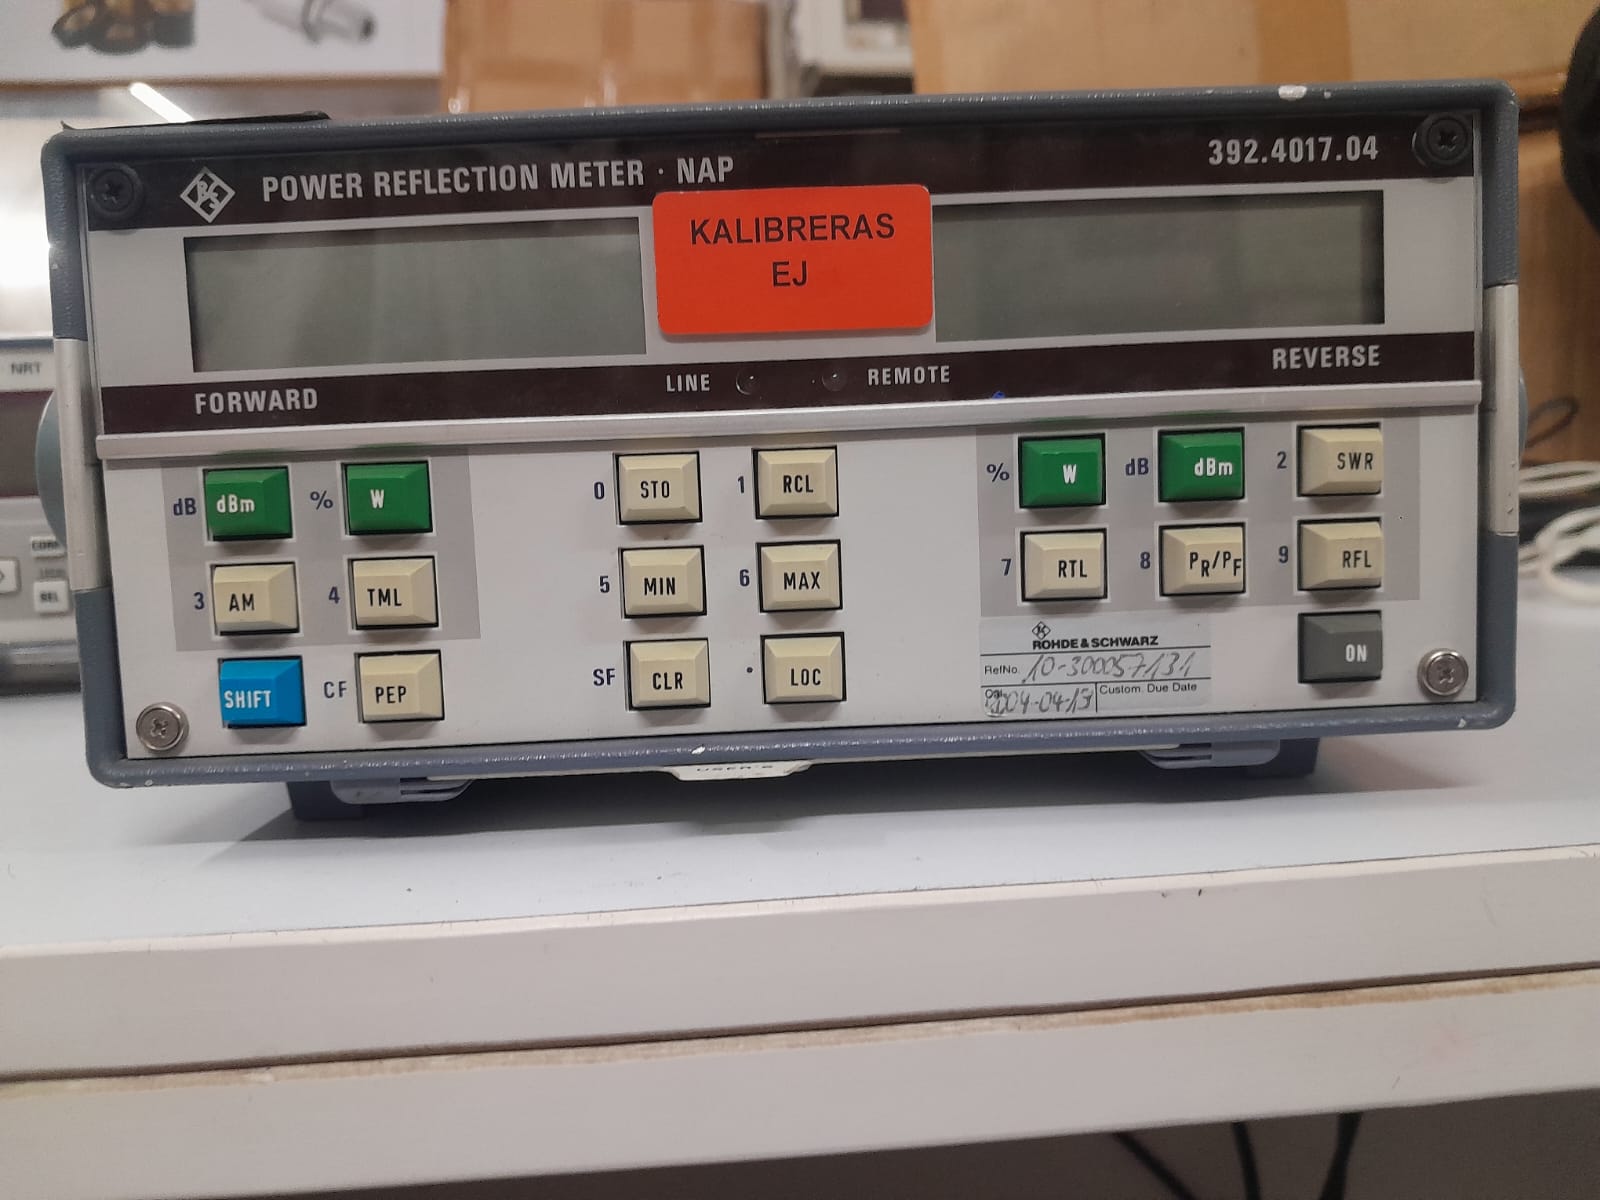 POWER REFLECTION METER · NAP
392.4017.04
KALIBRERAS
EJ
NRT
FORWARD
LINE
REMOTE
REVERSE
dB dBm % W
0 STO 1 RCL
% W dB dBm 2 SWR
3 AM 4 TML
5 MIN 6 MAX
7 RTL 8 PR/PF 9 RFL
SHIFT CF PEP
SF CLR · LOC
ON
ROHDE & SCHWARZ
RefNo. 10-300057131
Custom. Due Date